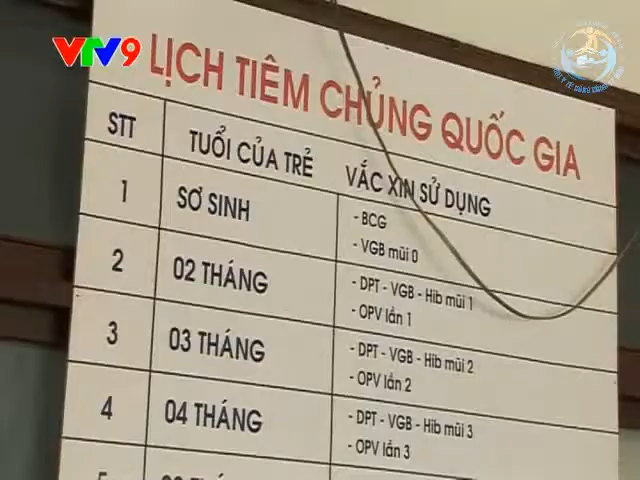 VTV9
LỊCH TIÊM CHỦNG QUỐC GIA
STT TUỔI CỦA TRẺ VẮC XIN SỬ DỤNG
1 SƠ SINH - BCG
- VGB mũi 0
2 02 THÁNG - DPT - VGB - Hib mũi 1
- OPV lần 1
3 03 THÁNG - DPT - VGB - Hib mũi 2
- OPV lần 2
4 04 THÁNG - DPT - VGB - Hib mũi 3
- OPV lần 3